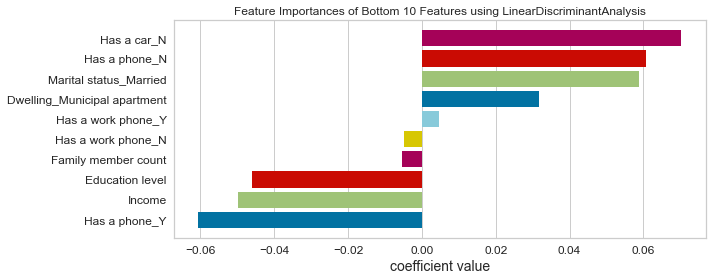 Feature Importances of Bottom 10 Features using LinearDiscriminantAnalysis
Has a car_N
Has a phone_N
Marital status_Married
Dwelling_Municipal apartment
Has a work phone_Y
Has a work phone_N
Family member count
Education level
Income
Has a phone_Y
−0.06 −0.04 −0.02 0.00 0.02 0.04 0.06
coefficient value